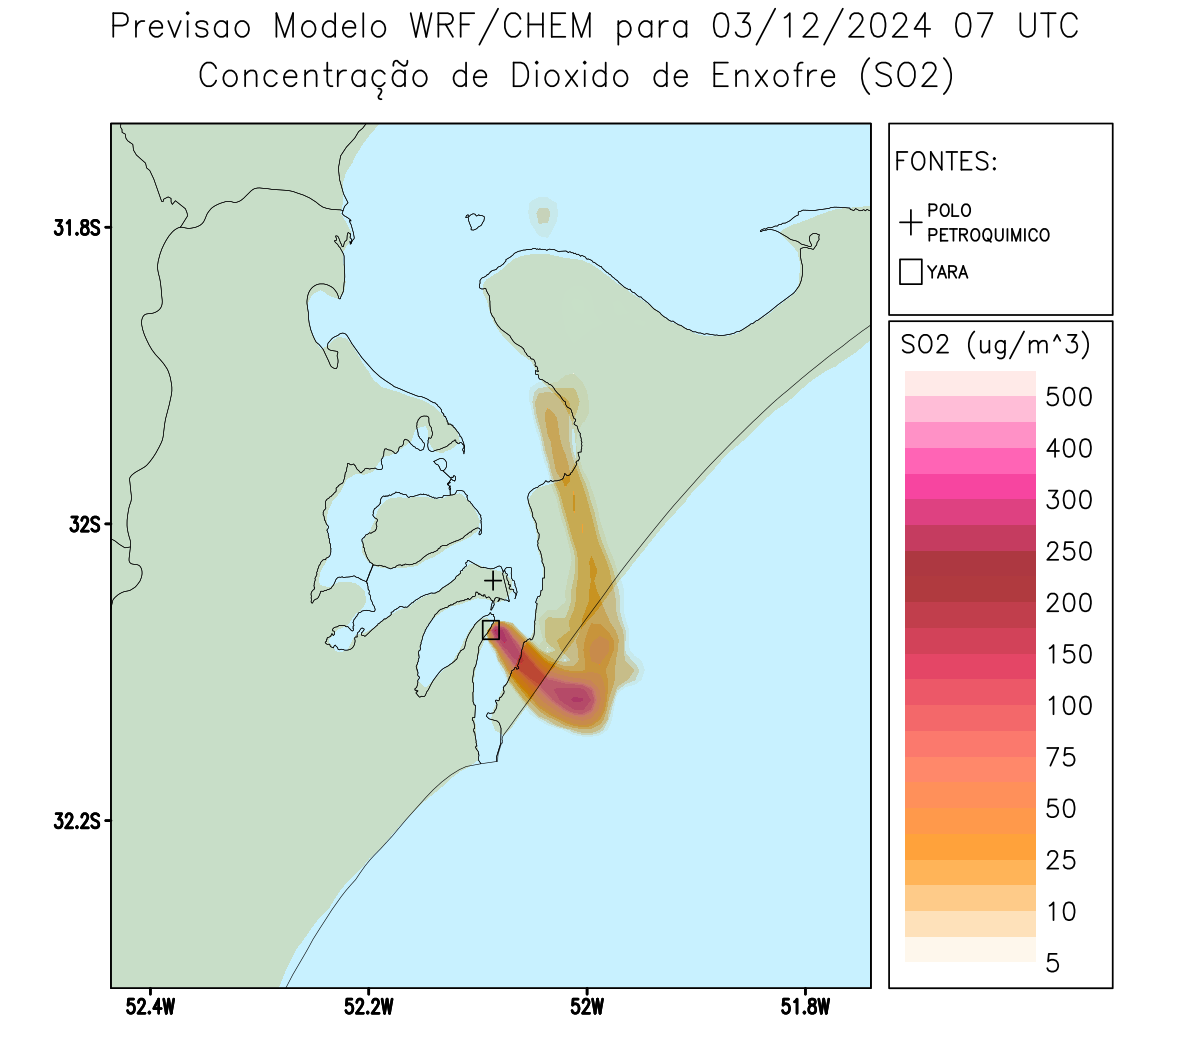 Previsao Modelo WRF/CHEM para 03/12/2024 07 UTC
Concentração de Dioxido de Enxofre (SO2)
FONTES:
POLO
PETROQUIMICO
YARA
SO2 (ug/m^3)
500
400
300
250
200
150
100
75
50
25
10
5
31.8S
32S
32.2S
52.4W
52.2W
52W
51.8W